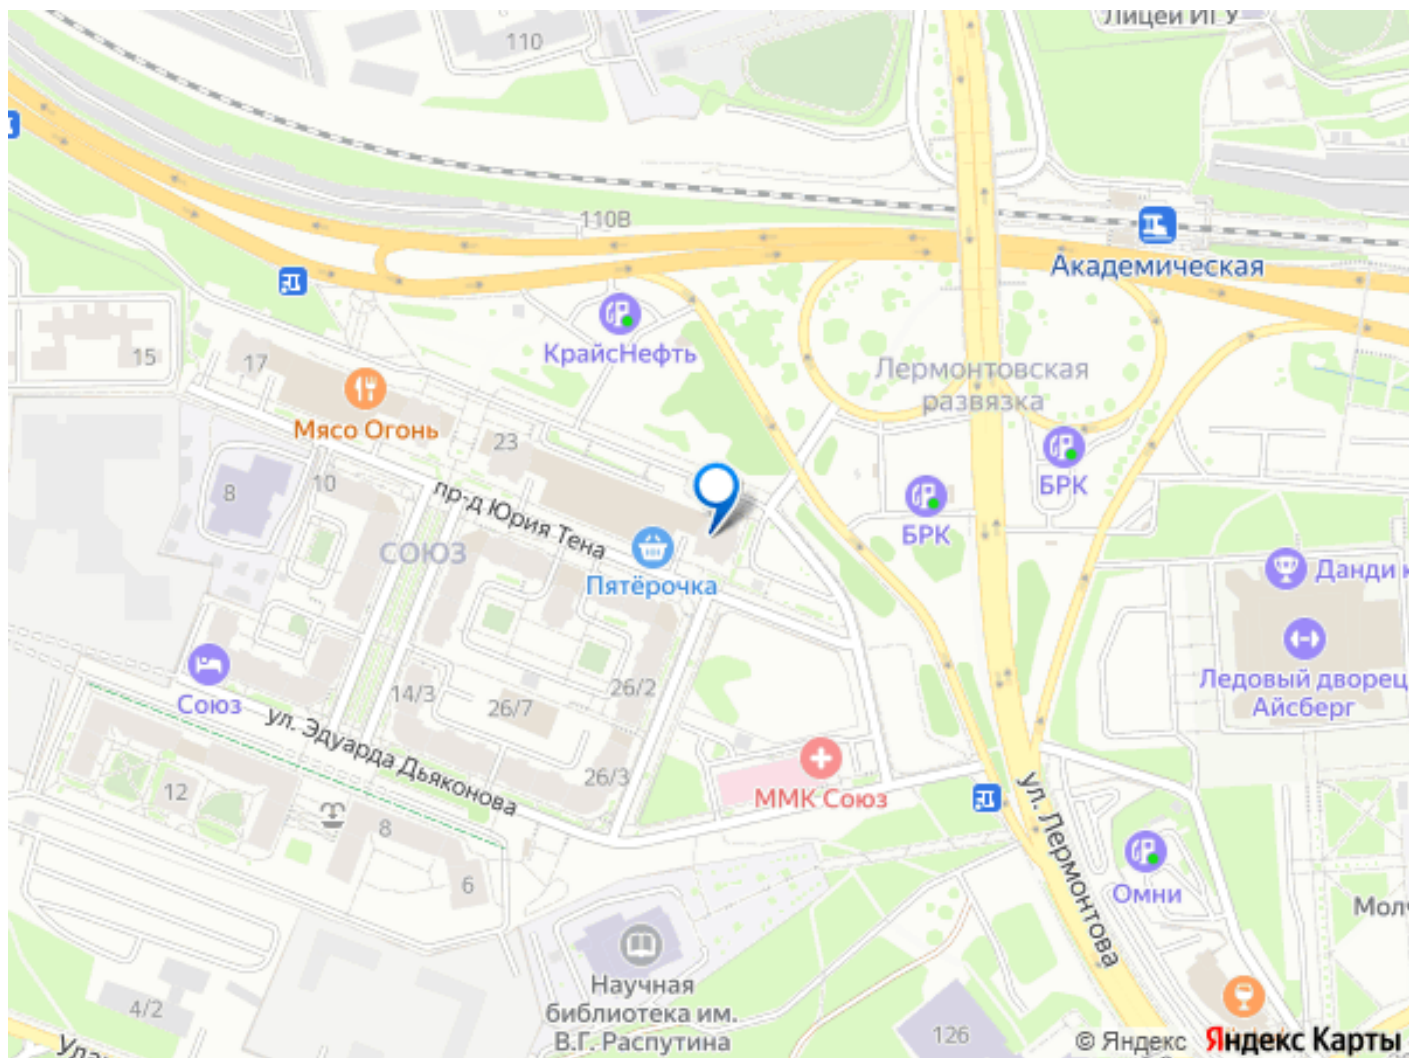 Лицей ИГУ
110
110В
Академическая
КрайсНефть
15
17
Лермонтовская
развязка
Мясо Огонь
23
БРК
8
10
пр-д Юрия Тена
БРК
СОЮЗ
Пятёрочка
Данди к
Ледовый дворец
Айсберг
Союз
14/3
26/7
26/2
ул. Эдуарда Дьяконова
26/3
12
8
ММК Союз
ул. Лермонтова
6
Омни
Научная
библиотека им.
В.Г. Распутина
4/2
126
© Яндекс Яндекс Карты